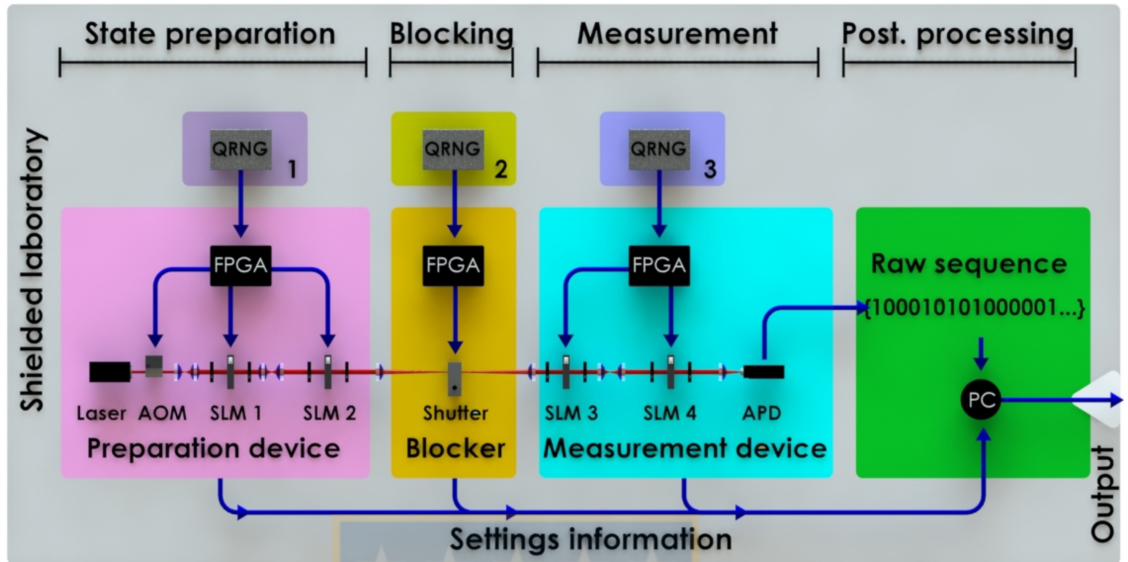 State preparation
Blocking
Measurement
Post. processing
Shielded laboratory
QRNG
1
QRNG
2
QRNG
3
FPGA
FPGA
FPGA
Raw sequence
{100010101000001...}
PC
Laser
AOM
SLM 1
SLM 2
Shutter
SLM 3
SLM 4
APD
Preparation device
Blocker
Measurement device
Output
Settings information